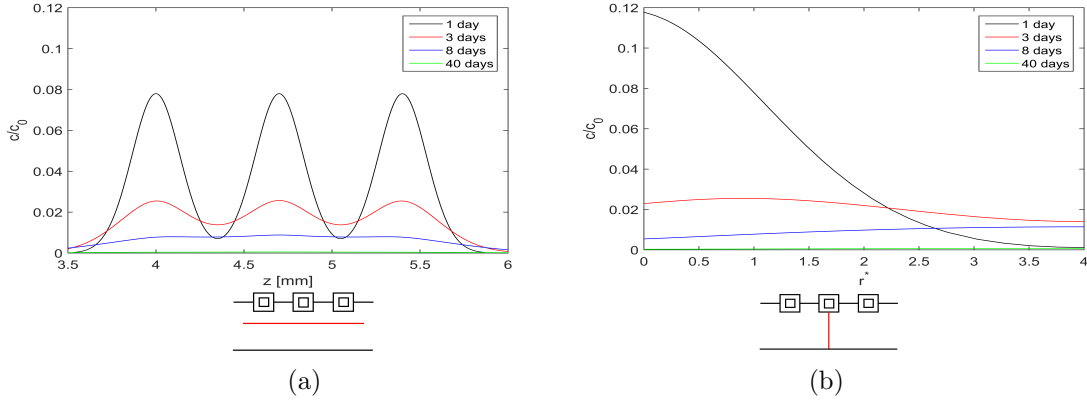 0.12
0.1
0.08
0.06
0.04
0.02
0
c/c0
1 day
3 days
8 days
40 days
3.5 4 4.5 5 5.5 6
z [mm]
(a)
0.12
0.1
0.08
0.06
0.04
0.02
0
c/c0
1 day
3 days
8 days
40 days
0 0.5 1 1.5 2 2.5 3 3.5 4
r*
(b)